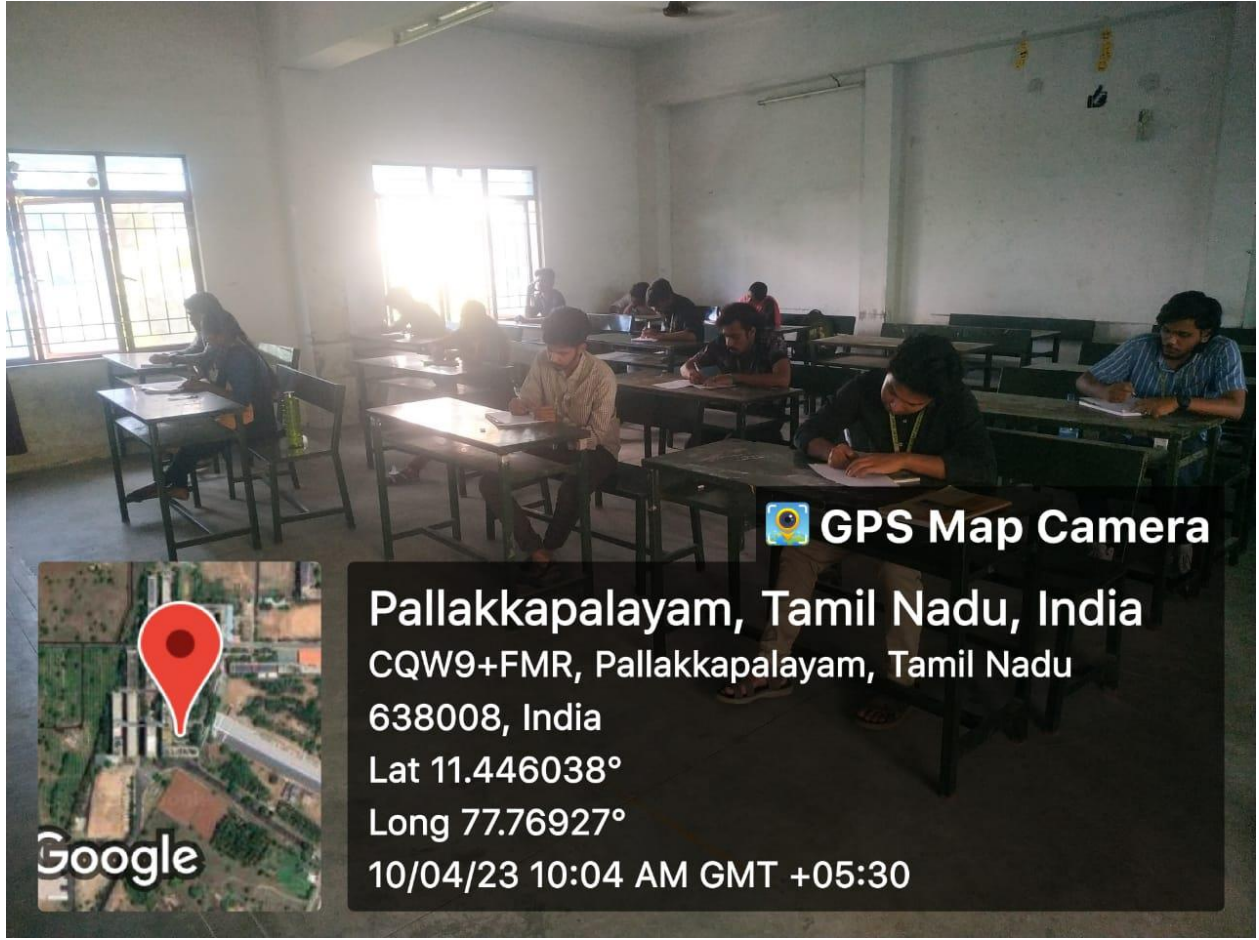 GPS Map Camera
Pallakkapalayam, Tamil Nadu, India
CQW9+FMR, Pallakkapalayam, Tamil Nadu
638008, India
Lat 11.446038°
Long 77.76927°
10/04/23 10:04 AM GMT +05:30
Google